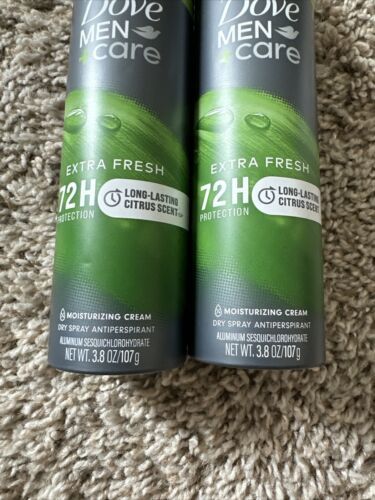 Dove
MEN
+care
EXTRA FRESH
72H
PROTECTION
LONG-LASTING
CITRUS SCENT
MOISTURIZING CREAM
DRY SPRAY ANTIPERSPIRANT
ALUMINUM SESQUICHLOROHYDRATE
NET WT. 3.8 OZ/107g
Dove
MEN
+care
EXTRA FRESH
72H
PROTECTION
LONG-LASTING
CITRUS SCENT
MOISTURIZING CREAM
DRY SPRAY ANTIPERSPIRANT
ALUMINUM SESQUICHLOROHYDRATE
NET WT. 3.8 OZ/107g